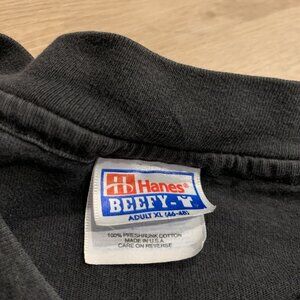 Hanes®
BEEFY-T
ADULT XL (46-48)
100% PRESHRUNK COTTON
MADE IN U.S.A.
CARE ON REVERSE